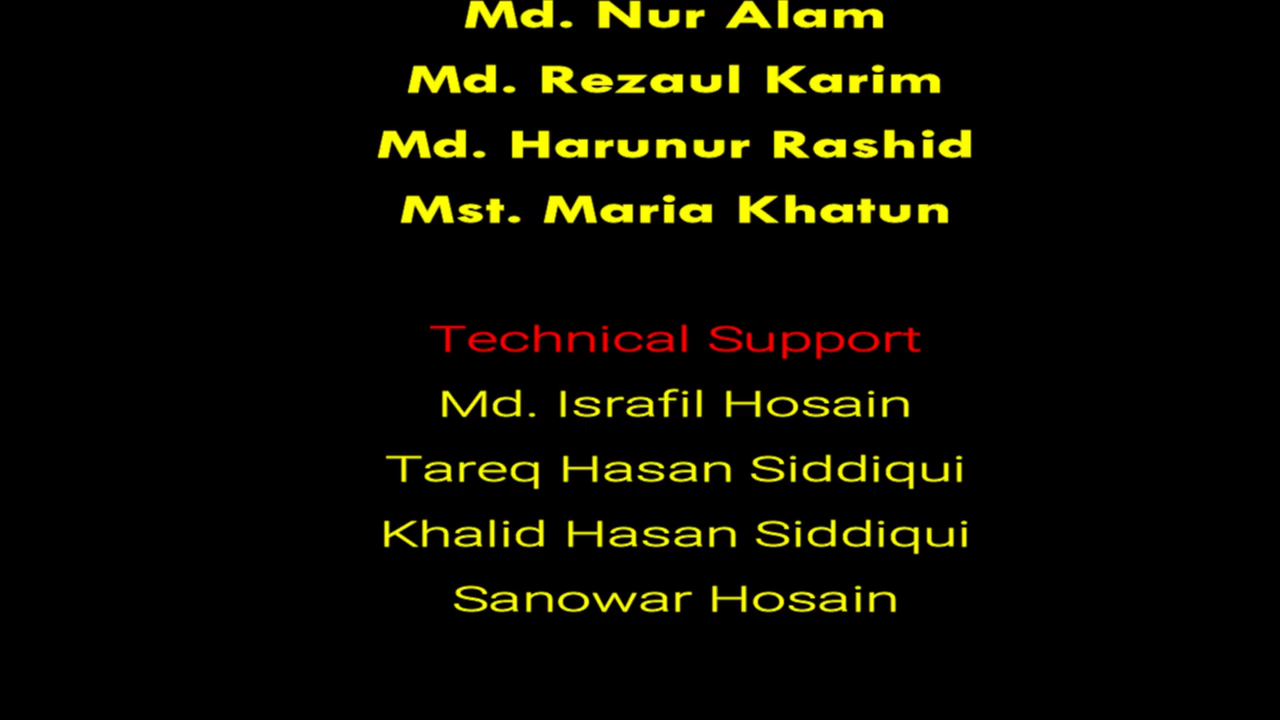 Md. Nur Alam
Md. Rezaul Karim
Md. Harunur Rashid
Mst. Maria Khatun
Technical Support
Md. Israfil Hosain
Tareq Hasan Siddiqui
Khalid Hasan Siddiqui
Sanowar Hosain